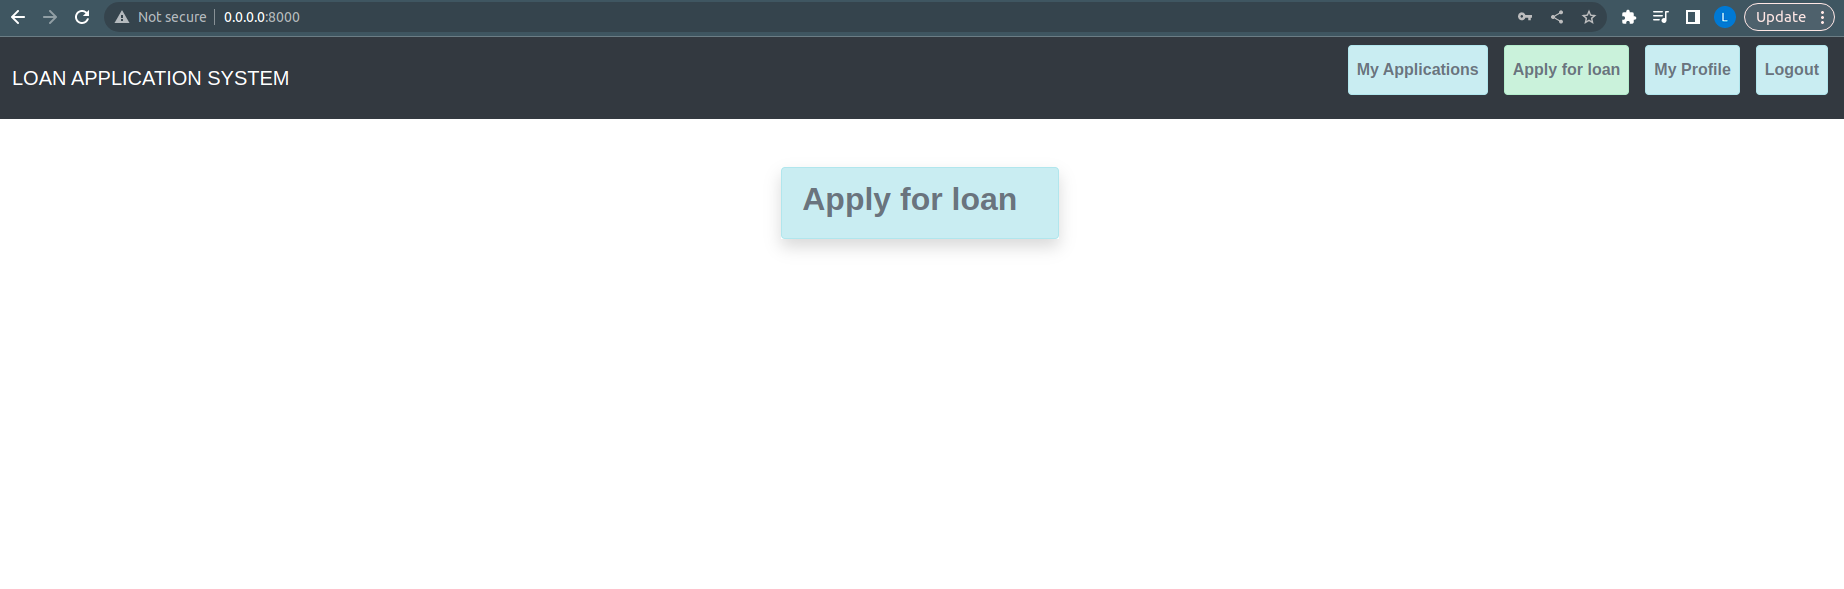 Not secure | 0.0.0.0:8000
L
Update
LOAN APPLICATION SYSTEM
My Applications
Apply for loan
My Profile
Logout
Apply for loan